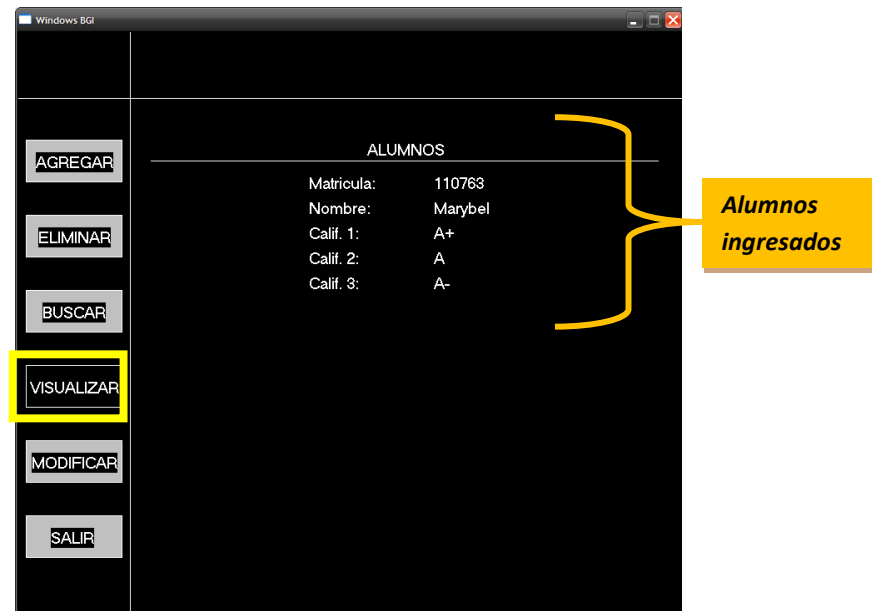 Windows BGI
AGREGAR
ELIMINAR
BUSCAR
VISUALIZAR
MODIFICAR
SALIR
ALUMNOS
Matricula: 110763
Nombre: Marybel
Calif. 1: A+
Calif. 2: A
Calif. 3: A-
Alumnos
ingresados